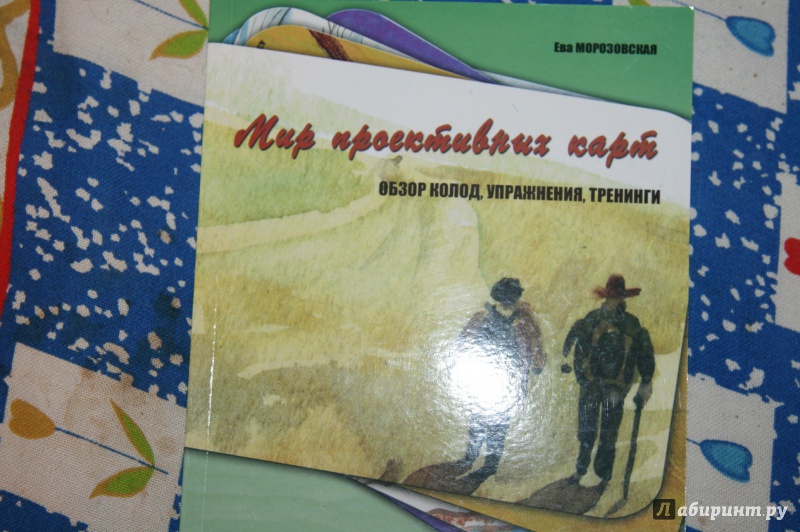 Ева МОРОЗОВСКАЯ
Мир проективных карт
ОБЗОР КОЛОД, УПРАЖНЕНИЯ, ТРЕНИНГИ
Лабиринт.ру